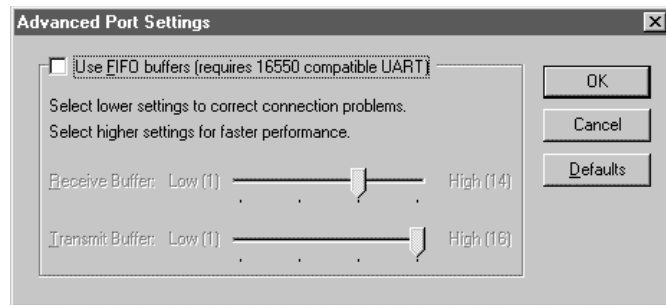 Advanced Port Settings
Use FIFO buffers (requires 16550 compatible UART)
Select lower settings to correct connection problems.
Select higher settings for faster performance.
Receive Buffer: Low (1) High (14)
Transmit Buffer: Low (1) High (16)
OK
Cancel
Defaults